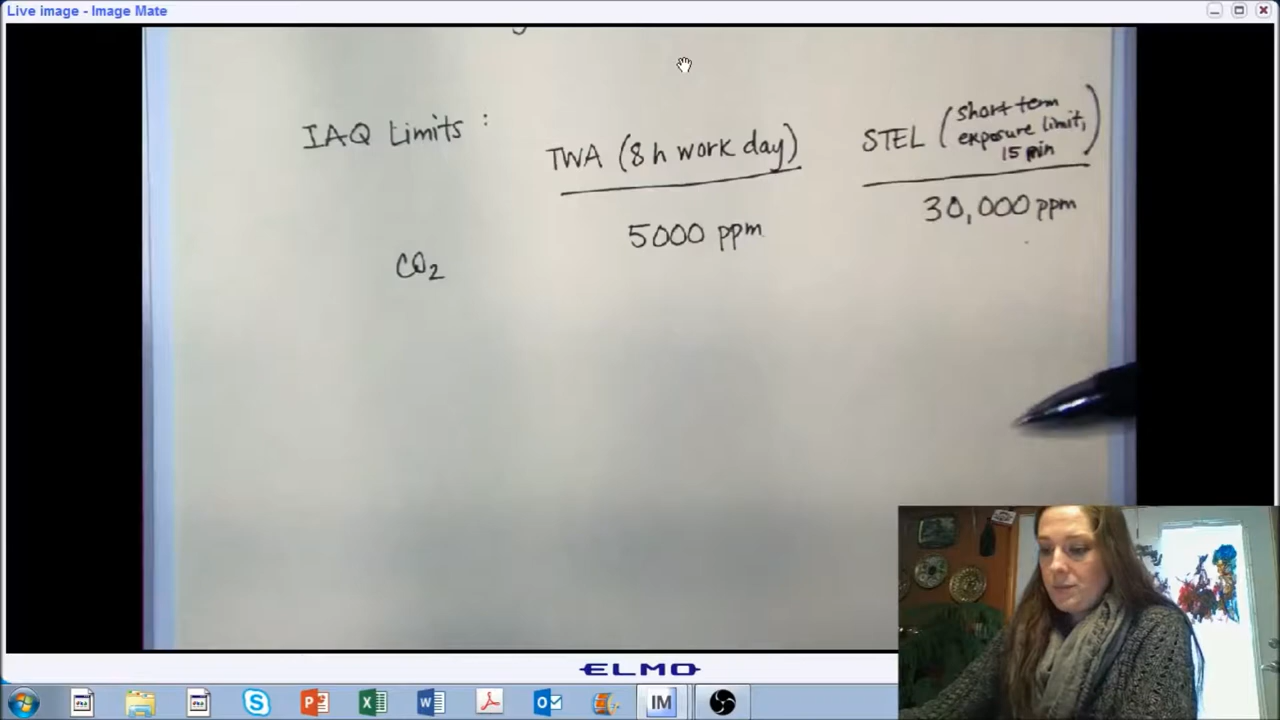 Live image - Image Mate
IAQ Limits :
TWA (8 h work day)
STEL (short term
exposure limit,
15 min)
5000 ppm
30,000 ppm
CO2
ELMO
IM